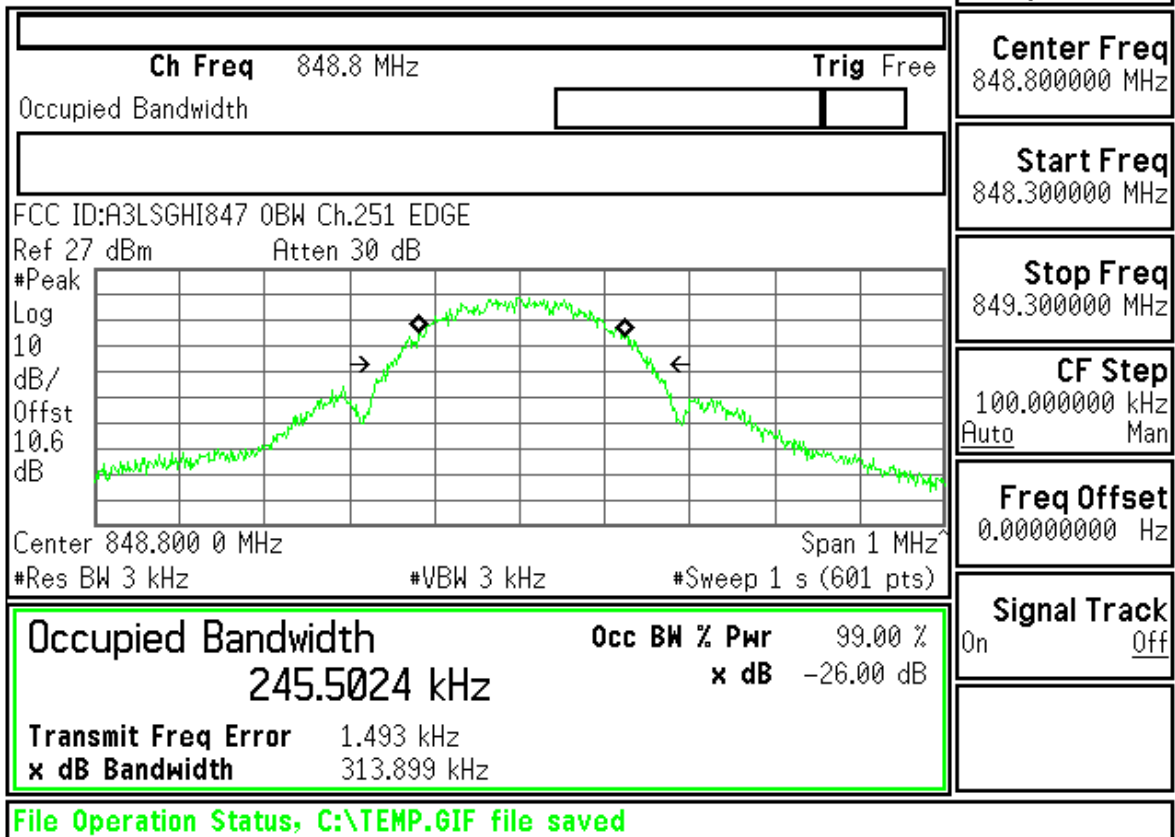 Ch Freq 848.8 MHz Trig Free
Occupied Bandwidth
FCC ID:A3LSGHI847 OBW Ch.251 EDGE
Ref 27 dBm Atten 30 dB
#Peak
Log
10
dB/
Offst
10.6
dB
Center 848.800 0 MHz Span 1 MHz^
#Res BW 3 kHz #VBW 3 kHz #Sweep 1 s (601 pts)
Occupied Bandwidth
245.5024 kHz
Occ BW % Pwr 99.00 %
x dB -26.00 dB
Transmit Freq Error 1.493 kHz
x dB Bandwidth 313.899 kHz
File Operation Status, C:\TEMP.GIF file saved
Center Freq
848.800000 MHz
Start Freq
848.300000 MHz
Stop Freq
849.300000 MHz
CF Step
100.000000 kHz
Auto Man
Freq Offset
0.00000000 Hz
Signal Track
On Off